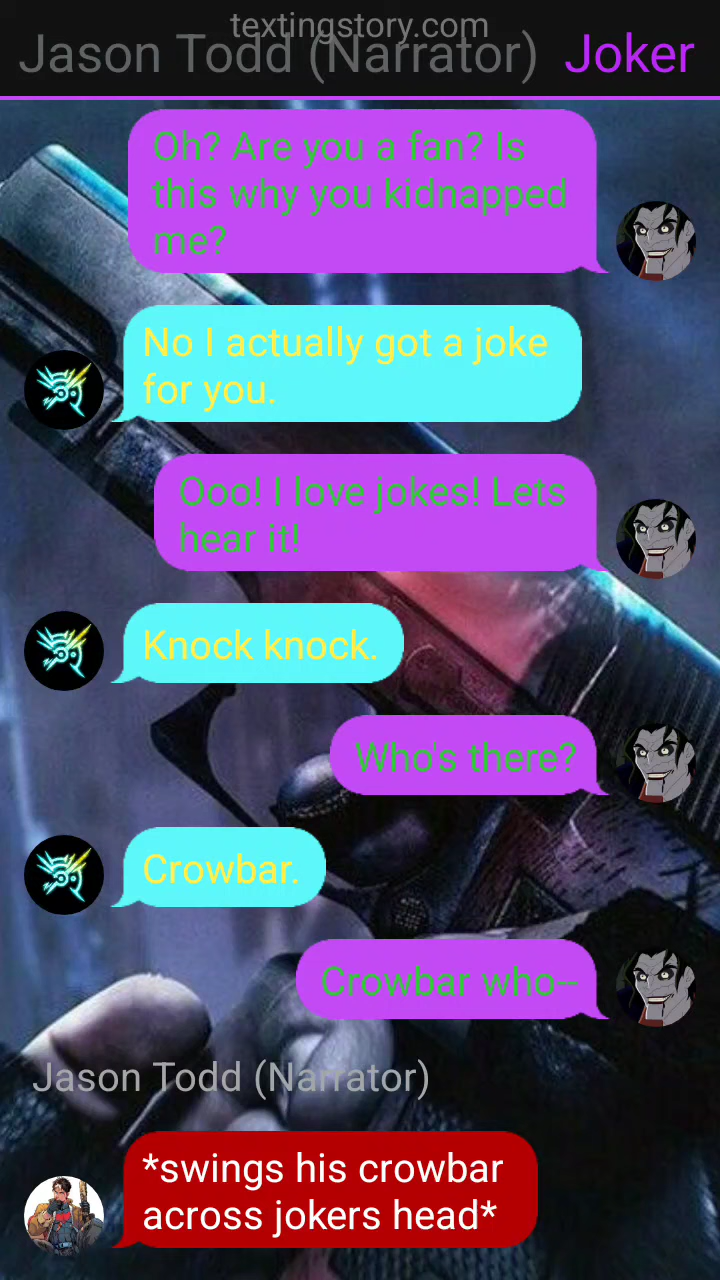 textingstory.com
Jason Todd (Narrator) Joker
Oh? Are you a fan? Is
this why you kidnapped
me?
No I actually got a joke
for you.
Ooo! I love jokes! Lets
hear it!
Knock knock.
Who's there?
Crowbar.
Crowbar who--
Jason Todd (Narrator)
*swings his crowbar
across jokers head*